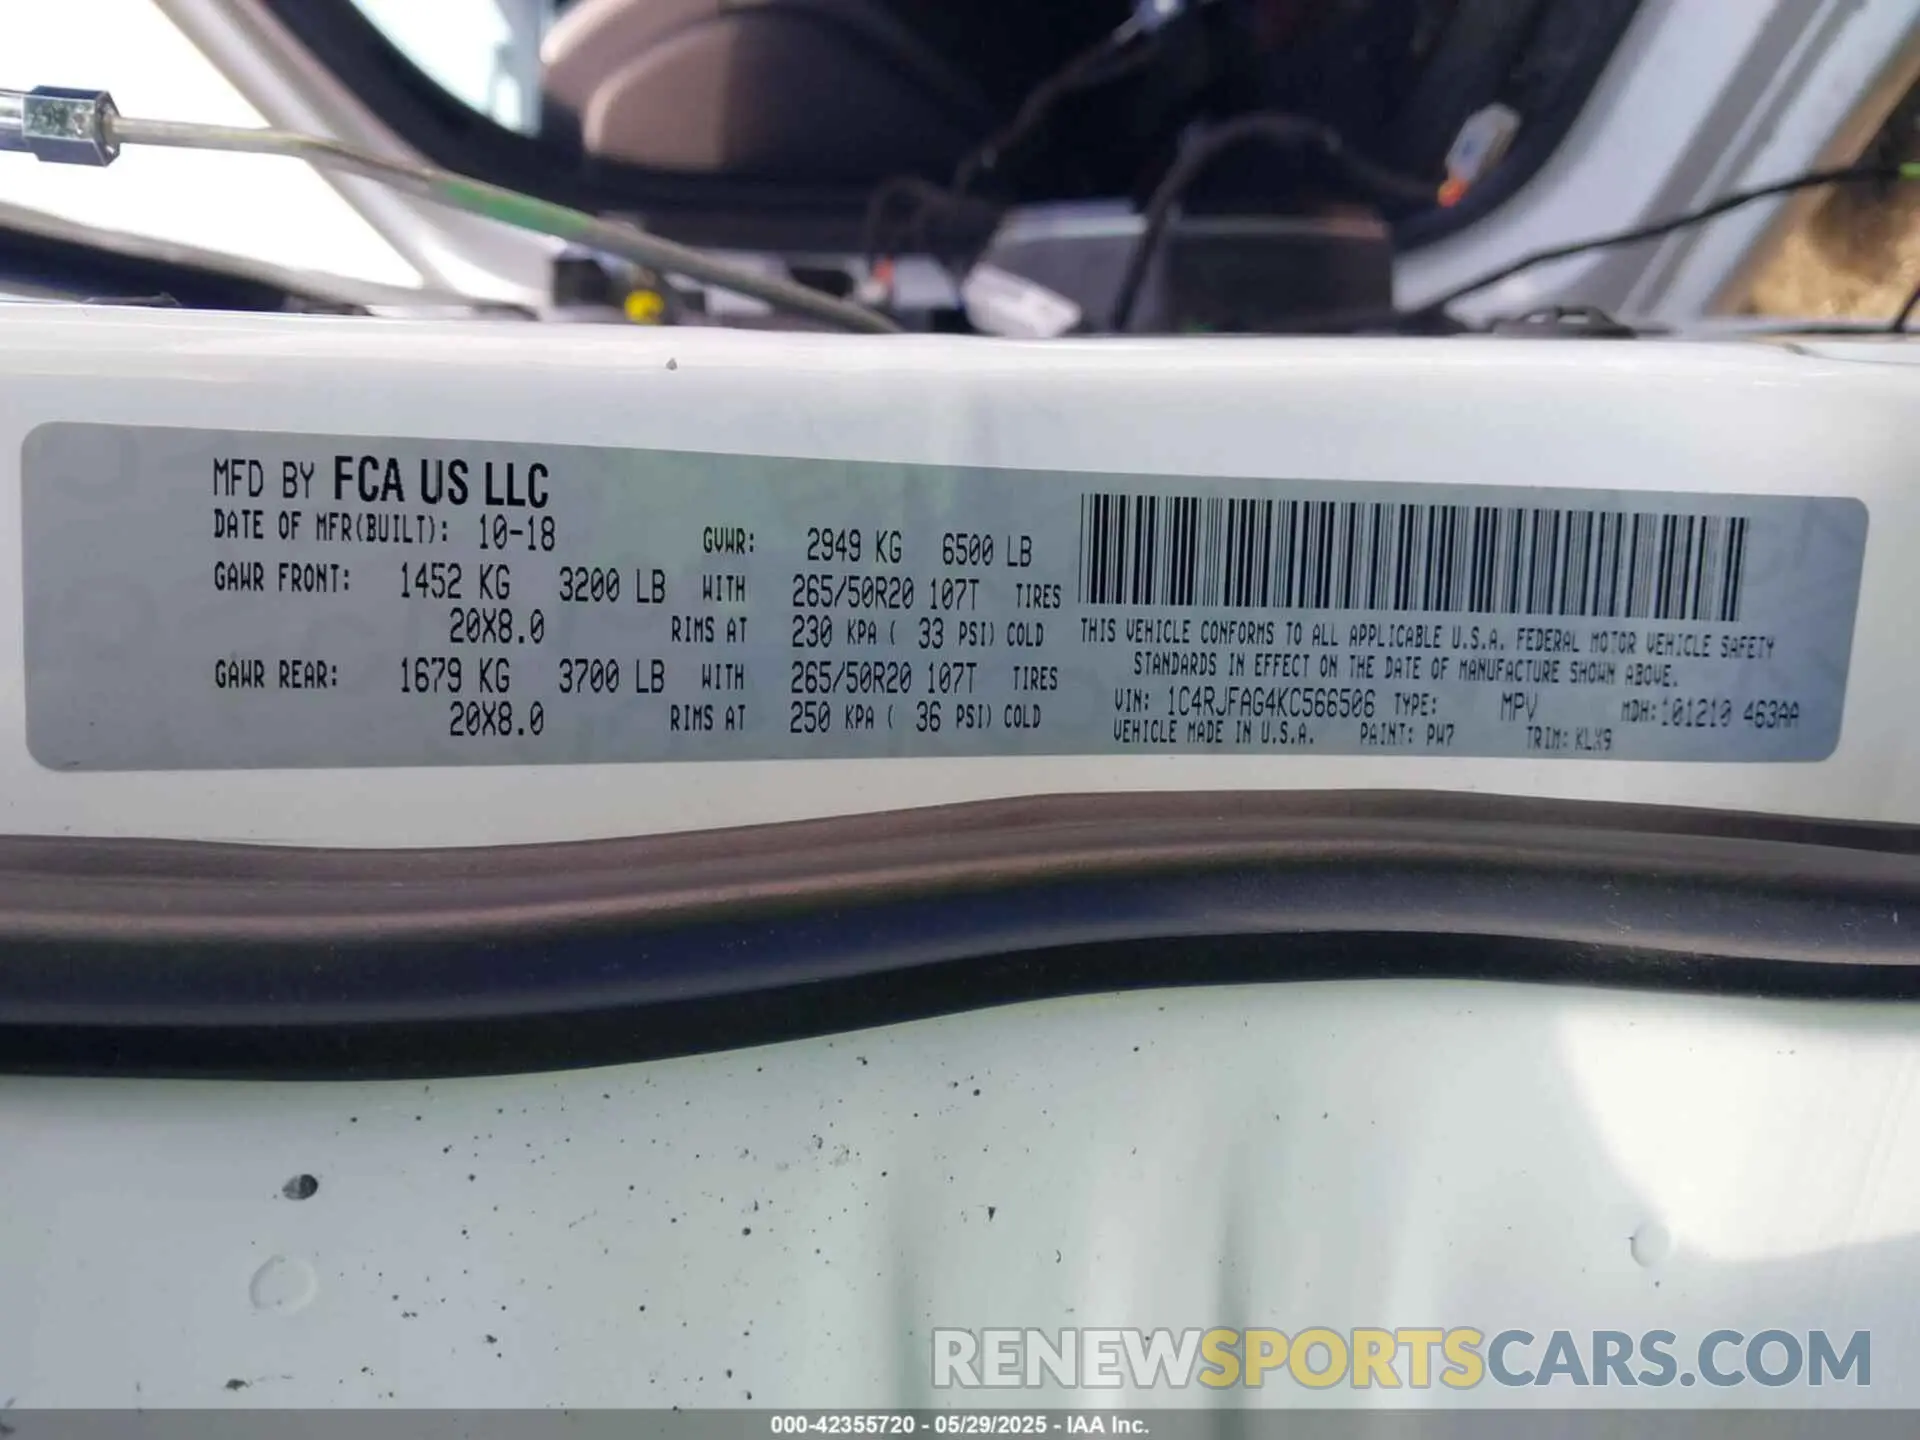 MFD BY FCA US LLC
DATE OF MFR(BUILT): 10-18 GVWR: 2949 KG 6500 LB
GAWR FRONT: 1452 KG 3200 LB WITH 265/50R20 107T TIRES
20X8.0 RIMS AT 230 KPA ( 33 PSI) COLD
GAWR REAR: 1679 KG 3700 LB WITH 265/50R20 107T TIRES
20X8.0 RIMS AT 250 KPA ( 36 PSI) COLD
THIS VEHICLE CONFORMS TO ALL APPLICABLE U.S.A. FEDERAL MOTOR VEHICLE SAFETY
STANDARDS IN EFFECT ON THE DATE OF MANUFACTURE SHOWN ABOVE.
VIN: 1C4RJFAG4KC566506 TYPE: MPV MDH: 101210 463AA
VEHICLE MADE IN U.S.A. PAINT: PW7 TRIM: KLX9
RENEWSPORTSCARS.COM
000-42355720 - 05/29/2025 - IAA Inc.